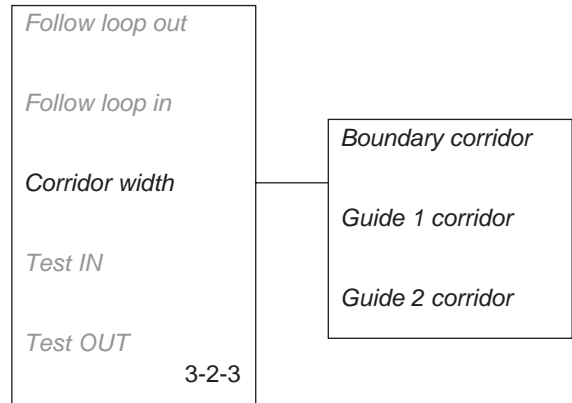 Follow loop out
Follow loop in
Corridor width
Test IN
Test OUT
3-2-3
Boundary corridor
Guide 1 corridor
Guide 2 corridor